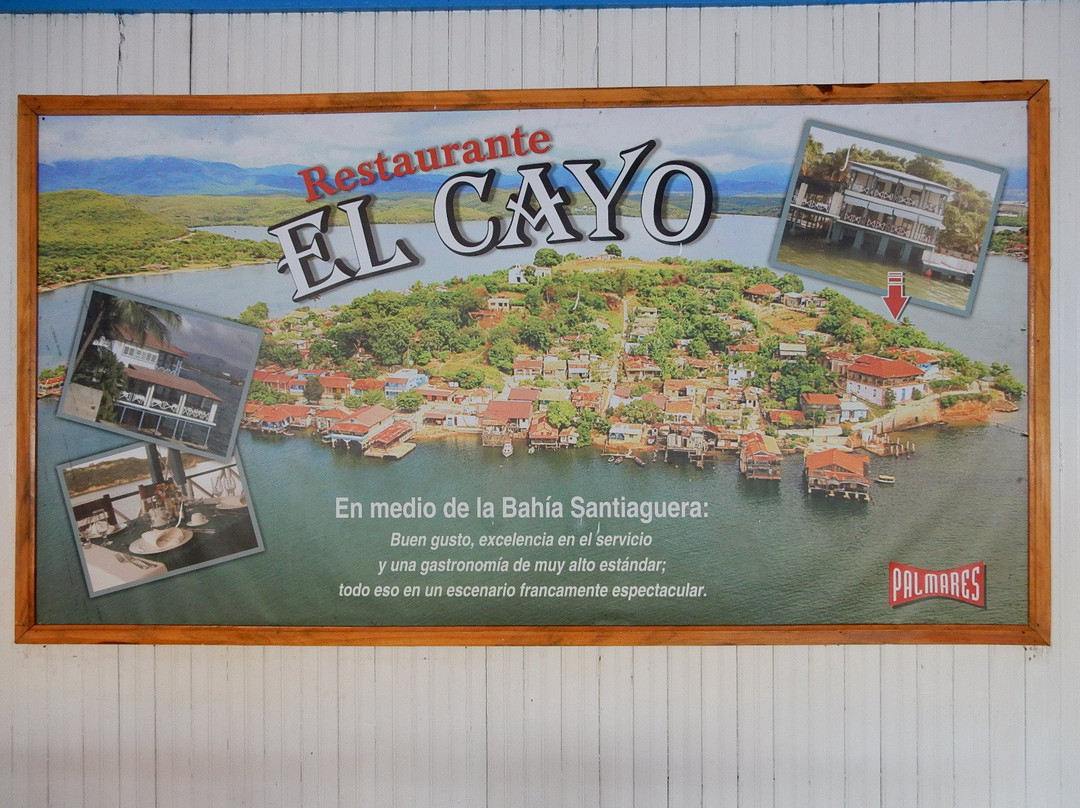 Restaurante
EL CAYO
En medio de la Bahía Santiaguera:
Buen gusto, excelencia en el servicio
y una gastronomía de muy alto estándar;
todo eso en un escenario francamente espectacular.
PALMARES